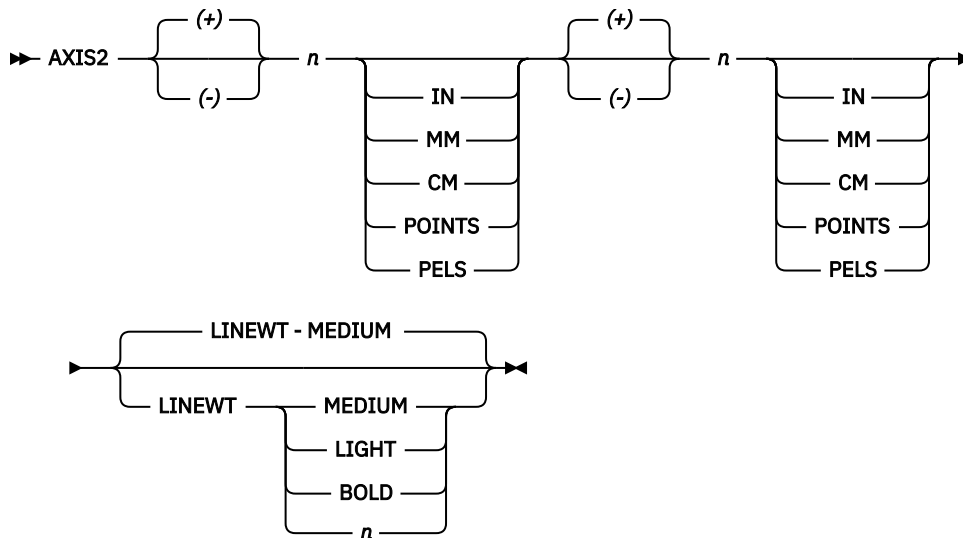 (+) (+)
AXIS2 n n
(-) (-)
IN IN
MM MM
CM CM
POINTS POINTS
PELS PELS
LINEWT - MEDIUM
LINEWT MEDIUM
LIGHT
BOLD
n